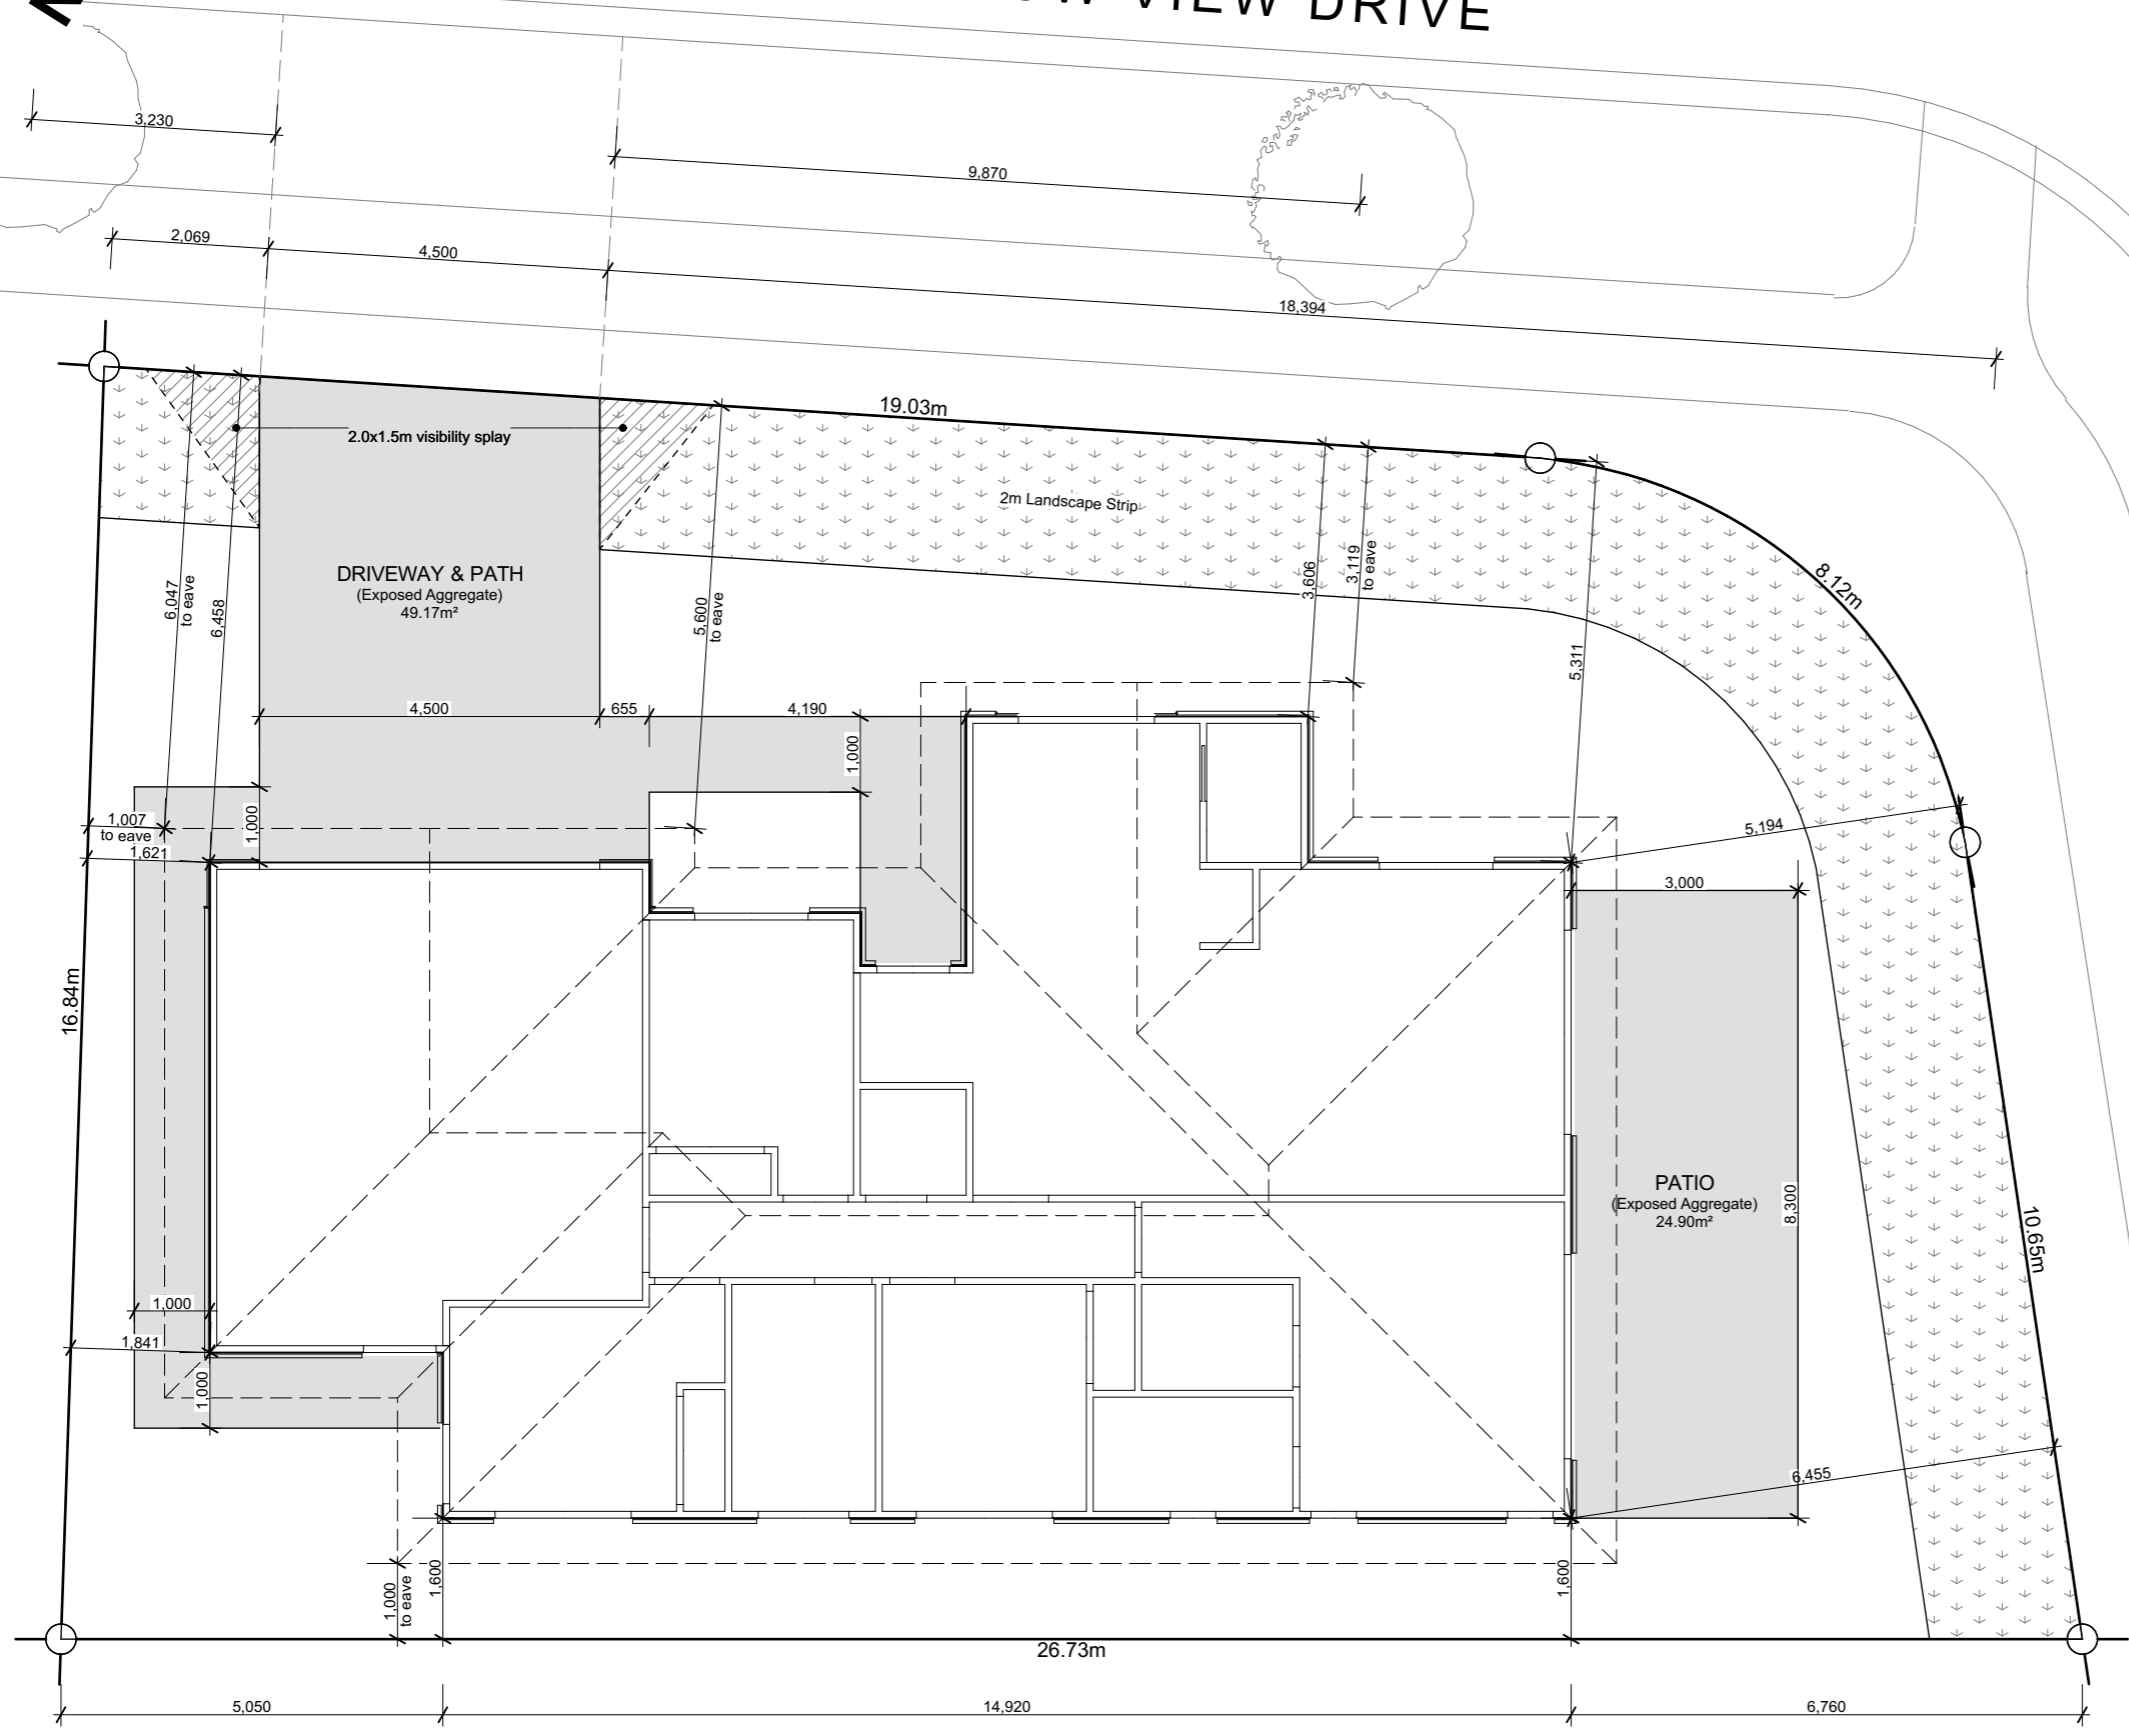 VIEW DRIVE
3,230
9,870
2,069
4,500
18,394
19.03m
2.0x1.5m visibility splay
2m Landscape Strip
DRIVEWAY & PATH
(Exposed Aggregate)
49.17m²
6,047
to eave
6,458
5,600
to eave
3,606
3,119
to eave
5,311
8.12m
4,500
655
4,190
1,000
1,000
1,007
to eave
1,621
5,194
3,000
16.84m
PATIO
(Exposed Aggregate)
24.90m²
8,300
10.65m
1,000
1,841
1,000
6,455
1,000
to eave
1,600
1,600
26.73m
5,050
14,920
6,760